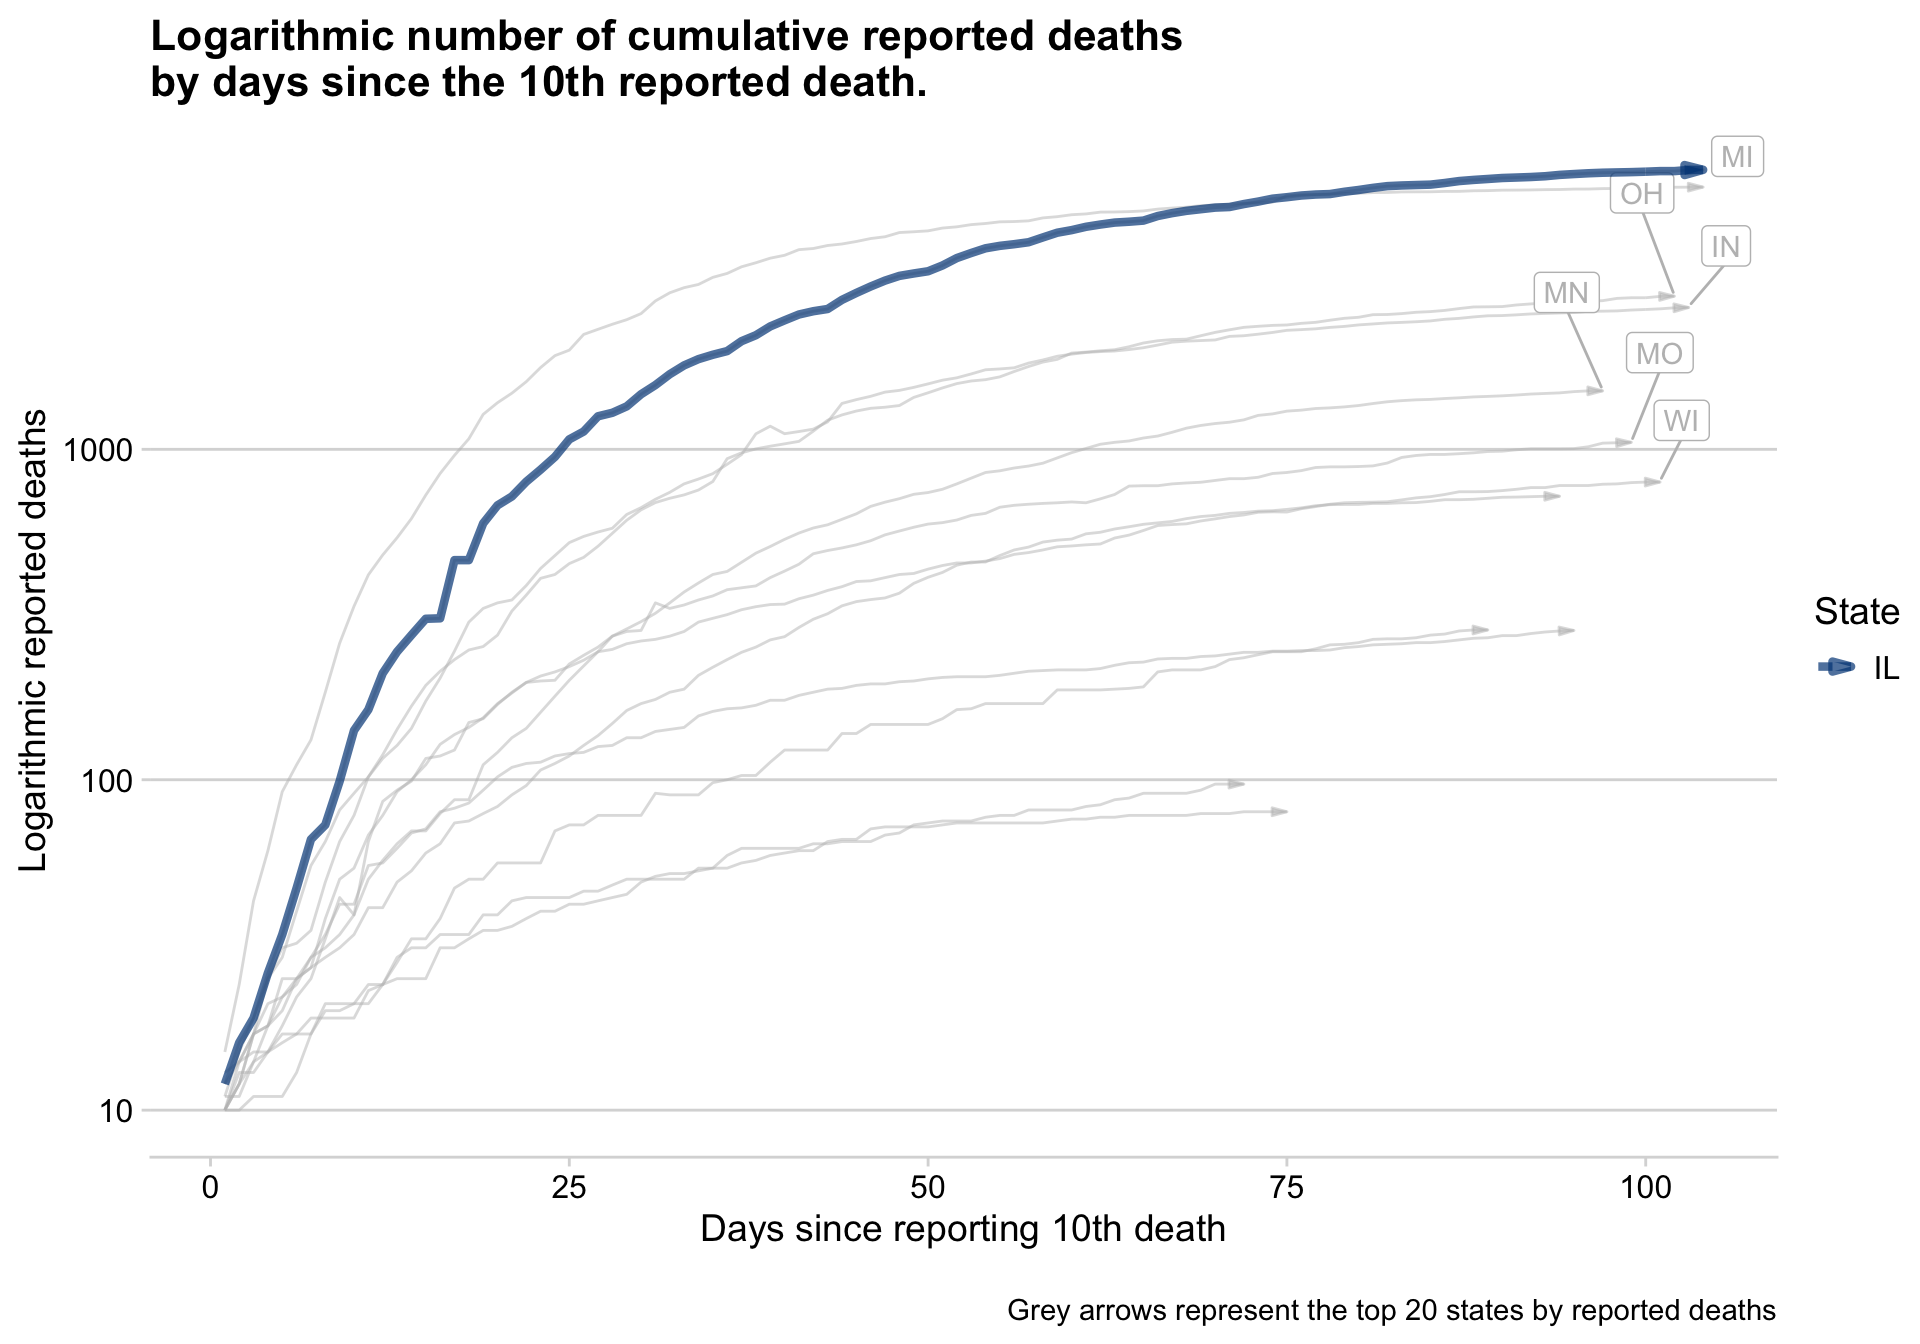 Logarithmic number of cumulative reported deaths
by days since the 10th reported death.
MI
OH
IN
MN
MO
WI
Logarithmic reported deaths
1000
100
10
State
IL
0 25 50 75 100
Days since reporting 10th death
Grey arrows represent the top 20 states by reported deaths